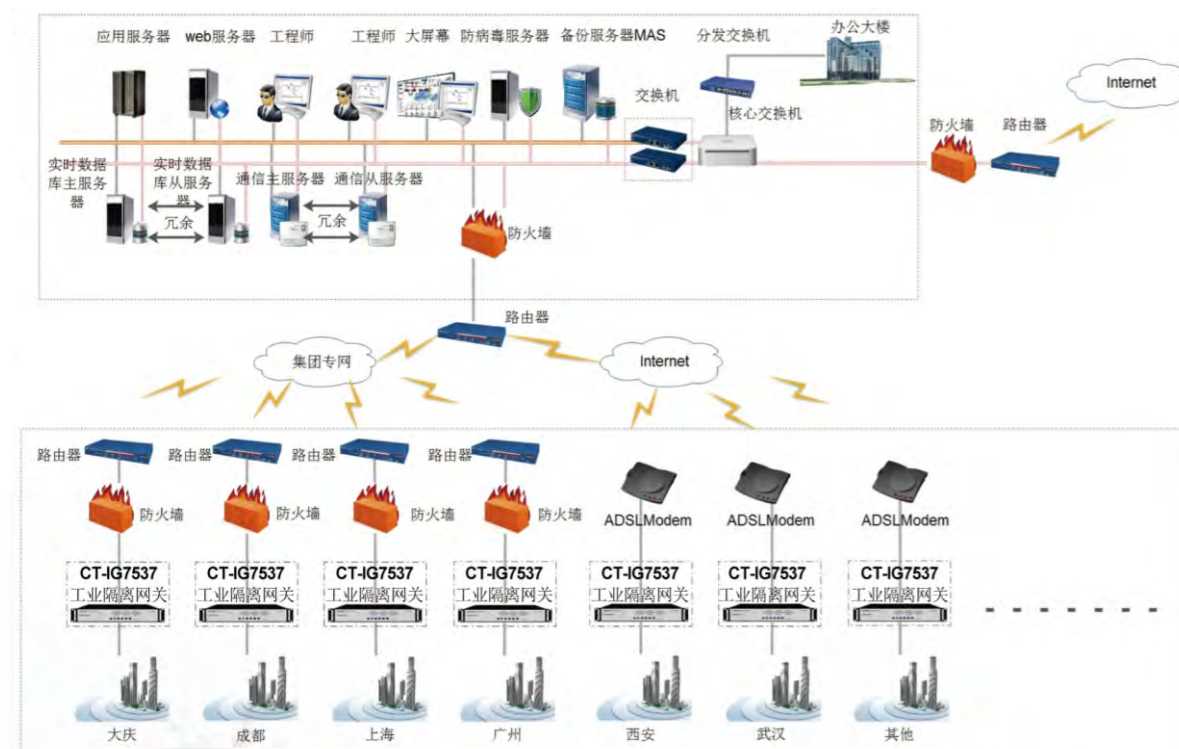 应用服务器
web服务器
工程师
工程师
大屏幕
防病毒服务器
备份服务器
MAS
分发交换机
办公大楼
Internet
交换机
核心交换机
防火墙
路由器
实时数据
库主服务
器
实时数据
库从服务
器
通信主服务器
通信从服务器
冗余
冗余
防火墙
路由器
集团专网
Internet
路由器
路由器
路由器
路由器
防火墙
防火墙
防火墙
防火墙
ADSLModem
ADSLModem
ADSLModem
CT-IG7537
工业隔离网关
CT-IG7537
工业隔离网关
CT-IG7537
工业隔离网关
CT-IG7537
工业隔离网关
CT-IG7537
工业隔离网关
CT-IG7537
工业隔离网关
CT-IG7537
工业隔离网关
大庆
成都
上海
广州
西安
武汉
其他